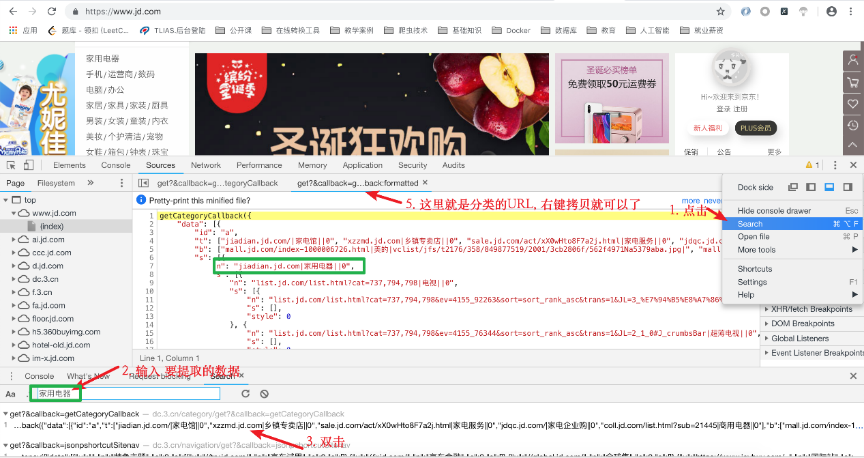 https://www.jd.com
应用
题库 - 领扣 (LeetC...
TLIAS.后台登陆
公开课
在线转换工具
教学案例
爬虫技术
基础知识
Docker
数据库
教育
人工智能
就业薪资
家用电器
手机/运营商/数码
电脑/办公
家居/家具/家装/厨具
男装/女装/童装/内衣
美妆/个护清洁/宠物
女鞋/箱包/钟表/珠宝
尤妮佳
缤纷
圣诞季
圣诞狂欢购
圣诞必买榜单
免费领取50元运费券
Hi~欢迎来到京东!
登录 注册
新人福利
PLUS会员
促销
公告
更多
Elements
Console
Sources
Network
Performance
Memory
Application
Security
Audits
1
Page
Filesystem
get?&callback=g...tegoryCallback
get?&callback=g...back:formatted
Pretty-print this minified file?
more
never
5. 这里就是分类的URL, 右键拷贝就可以了
1. 点击
Dock side
Hide console drawer
Esc
Search
⌘ ⌥ F
Open file
⌘ P
More tools
Shortcuts
Settings
F1
Help
top
www.jd.com
(index)
ai.jd.com
ccc.jd.com
d.jd.com
dc.3.cn
f.3.cn
fa.jd.com
floor.jd.com
h5.360buyimg.com
hotel-old.jd.com
im-x.jd.com
1 getCategoryCallback({
2 "data": [{
3 "id": "a",
4 "t": ["jiadian.jd.com/|家电馆||0", "xzzmd.jd.com|乡镇专卖店||0", "sale.jd.com/act/xX0wHto8F7a2j.html|家电服务||0", "jdqc.jd.com/
5 "b": ["mall.jd.com/index-1000006726.html|美的|vclist/jfs/t2176/358/849877519/2001/3cb2806f/562f4971Na5379aba.jpg||", "mall
6 "s": [{
7 n": "jiadian.jd.com|家用电器||0",
8 s": [{
9 "n": "list.jd.com/list.html?cat=737,794,798|电视||0",
10 "s": [{
11 "n": "list.jd.com/list.html?cat=737,794,798&ev=4155_92263&sort=sort_rank_asc&trans=1&JL=3_%E7%94%B5%E8%A7%86%
12 "s": [],
13 "style": 0
14 }, {
15 "n": "list.jd.com/list.html?cat=737,794,798&ev=4155_76344&sort=sort_rank_asc&trans=1&JL=2_1_0#J_crumbsBar|超薄电视||0",
16 "s": [],
Line 1, Column 1
XHR/fetch Breakpoints
DOM Breakpoints
Global Listeners
Event Listener Breakpoints
Console
What's New
Request blocking
Search
2. 输入 要提取的数据
Aa
.*
家用电器
get?&callback=getCategoryCallback — dc.3.cn/category/get?&callback=getCategoryCallback
1 ...back({"data":[{"id":"a","t":["jiadian.jd.com/|家电馆||0","xzzmd.jd.com|乡镇专卖店||0","sale.jd.com/act/xX0wHto8F7a2j.html|家电服务||0","jdqc.jd.com/|家电企业购||0","coll.jd.com/list.html?sub=21445|商用电器||0"],"b":["mall.jd.com/index-1...
3. 双击
get?&callback=jsonpshortcutSitenav — dc.3.cn/navigation/get?&callback=jsonpshortcutSitenav